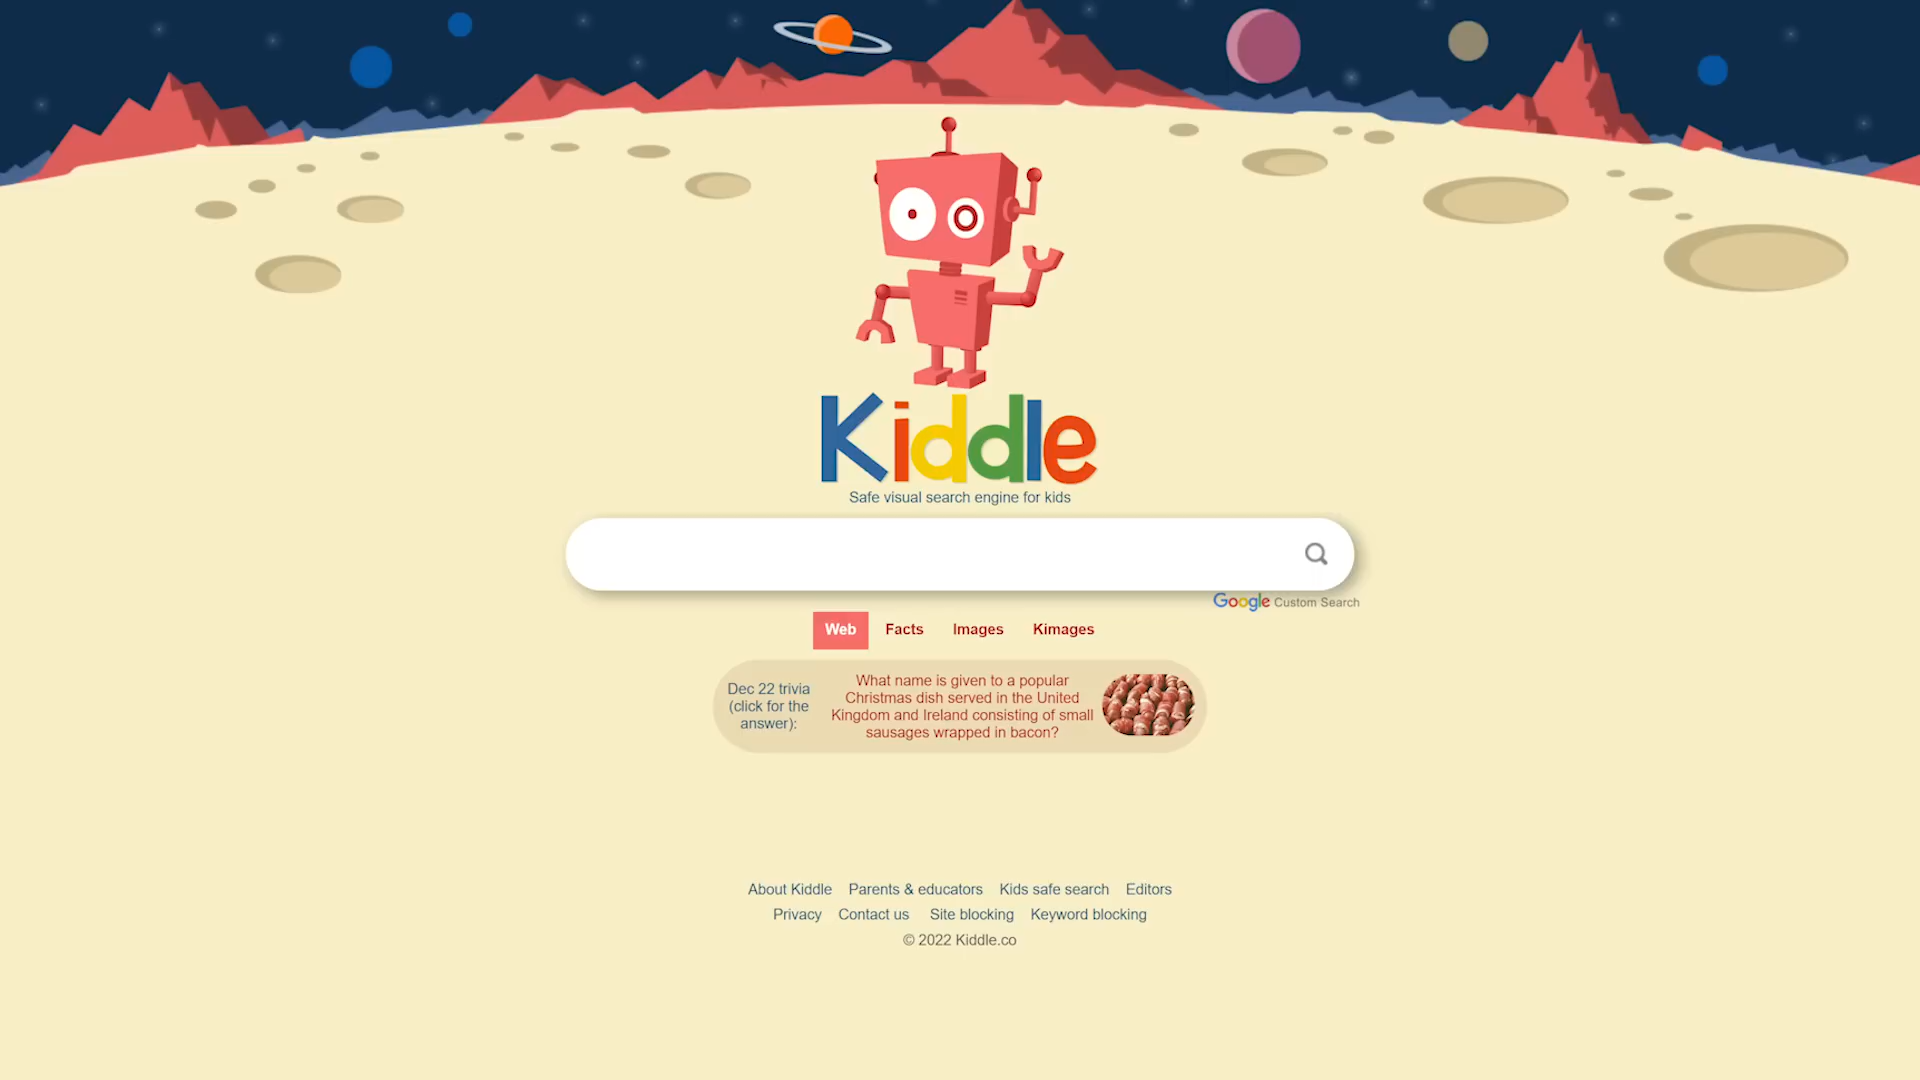 Kiddle
Safe visual search engine for kids
Google Custom Search
Web Facts Images Kimages
Dec 22 trivia
(click for the
answer):
What name is given to a popular
Christmas dish served in the United
Kingdom and Ireland consisting of small
sausages wrapped in bacon?
About Kiddle Parents & educators Kids safe search Editors
Privacy Contact us Site blocking Keyword blocking
© 2022 Kiddle.co